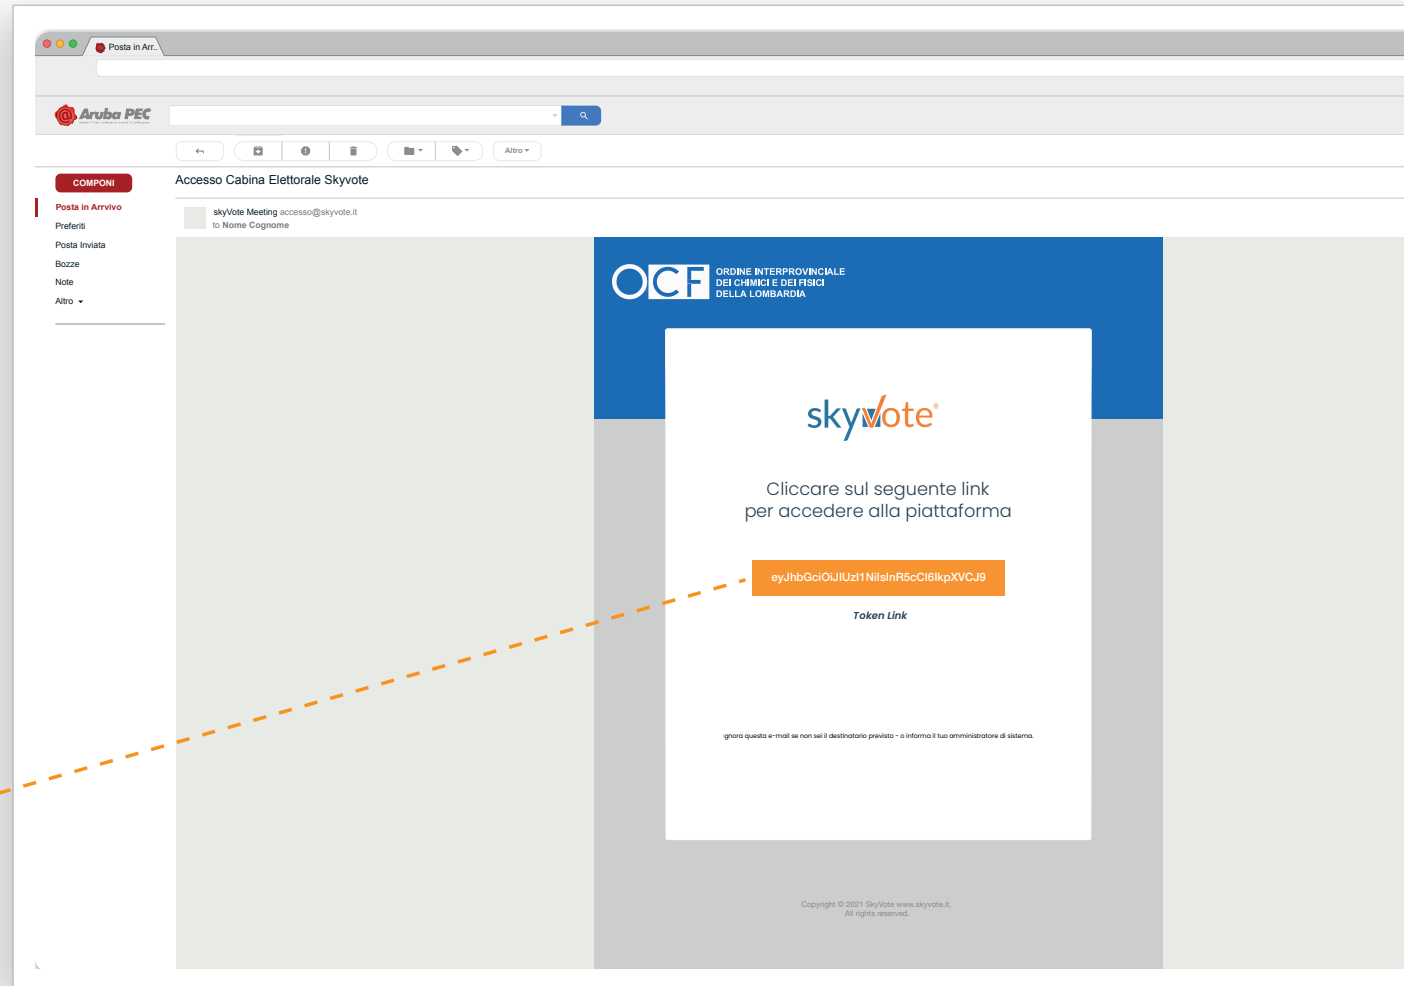 Posta in Arr..
Aruba PEC
Altro
COMPONI
Accesso Cabina Elettorale Skyvote
Posta in Arrvivo
Preferiti
Posta Inviata
Bozze
Note
Altro
skyVote Meeting accesso@skyvote.it
to Nome Cognome
OCF
ORDINE INTERPROVINCIALE
DEI CHIMICI E DEI FISICI
DELLA LOMBARDIA
skyvote®
Cliccare sul seguente link
per accedere alla piattaforma
eyJhbGciOiJIUzI1NiIsInR5cCI6IkpXVCJ9
Token Link
Ignora questa e-mail se non sei il destinatario previsto - o informa il tuo amministratore di sistema.
Copyright © 2021 SkyVote www.skyvote.it,
All rights reserved.